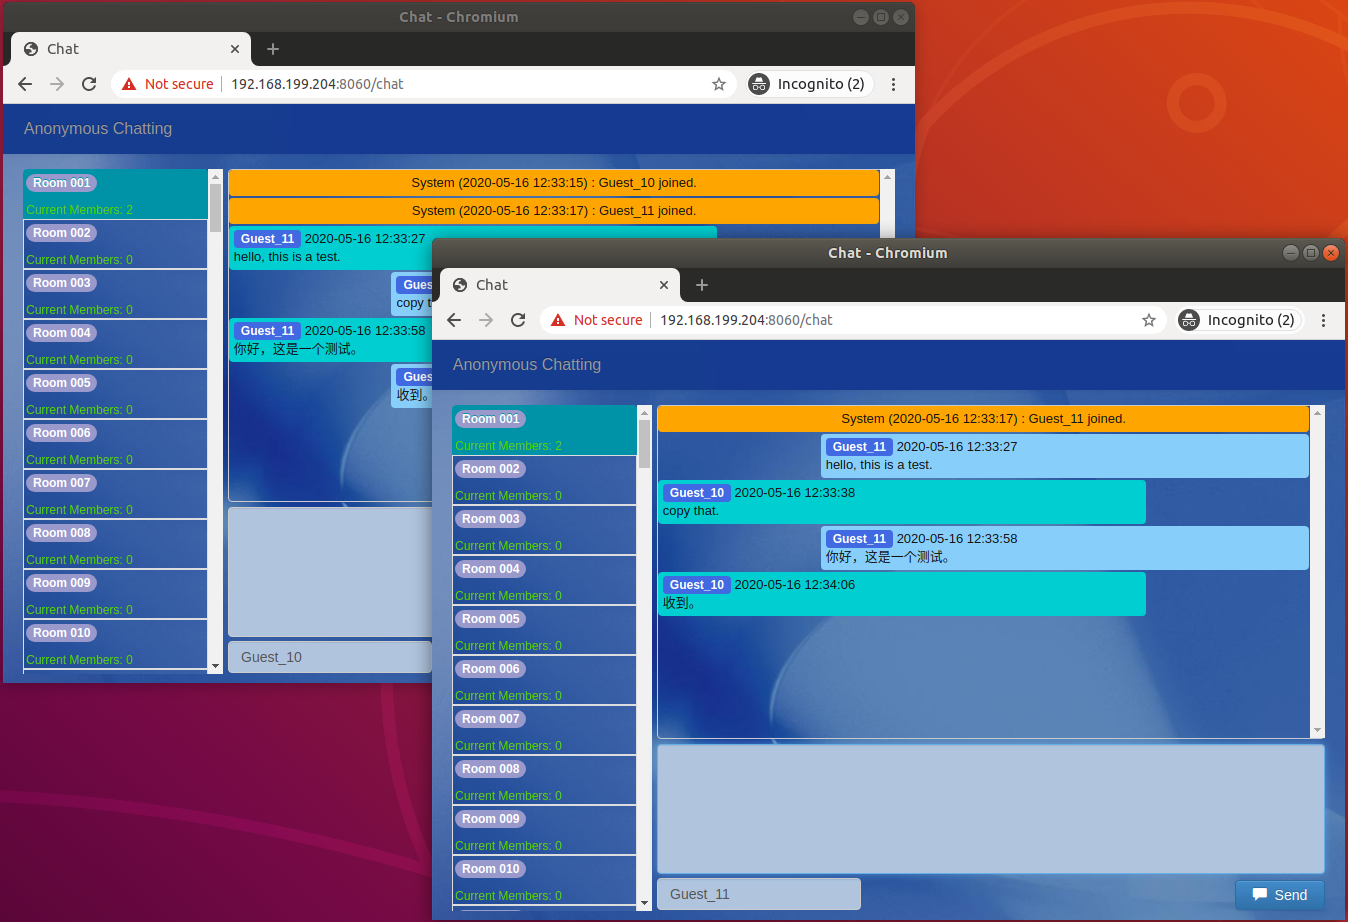 Chat - Chromium
Chat
Not secure 192.168.199.204:8060/chat Incognito (2)
Anonymous Chatting
Room 001
Current Members: 2
Room 002
Current Members: 0
Room 003
Current Members: 0
Room 004
Current Members: 0
Room 005
Current Members: 0
Room 006
Current Members: 0
Room 007
Current Members: 0
Room 008
Current Members: 0
Room 009
Current Members: 0
Room 010
Current Members: 0
System (2020-05-16 12:33:15) : Guest_10 joined.
System (2020-05-16 12:33:17) : Guest_11 joined.
Guest_11 2020-05-16 12:33:27
hello, this is a test.
Gues
copy t
Guest_11 2020-05-16 12:33:58
你好，这是一个测试。
Gues
收到。
Guest_10
Chat - Chromium
Chat
Not secure 192.168.199.204:8060/chat Incognito (2)
Anonymous Chatting
Room 001
Current Members: 2
Room 002
Current Members: 0
Room 003
Current Members: 0
Room 004
Current Members: 0
Room 005
Current Members: 0
Room 006
Current Members: 0
Room 007
Current Members: 0
Room 008
Current Members: 0
Room 009
Current Members: 0
Room 010
Current Members: 0
System (2020-05-16 12:33:17) : Guest_11 joined.
Guest_11 2020-05-16 12:33:27
hello, this is a test.
Guest_10 2020-05-16 12:33:38
copy that.
Guest_11 2020-05-16 12:33:58
你好，这是一个测试。
Guest_10 2020-05-16 12:34:06
收到。
Guest_11
Send